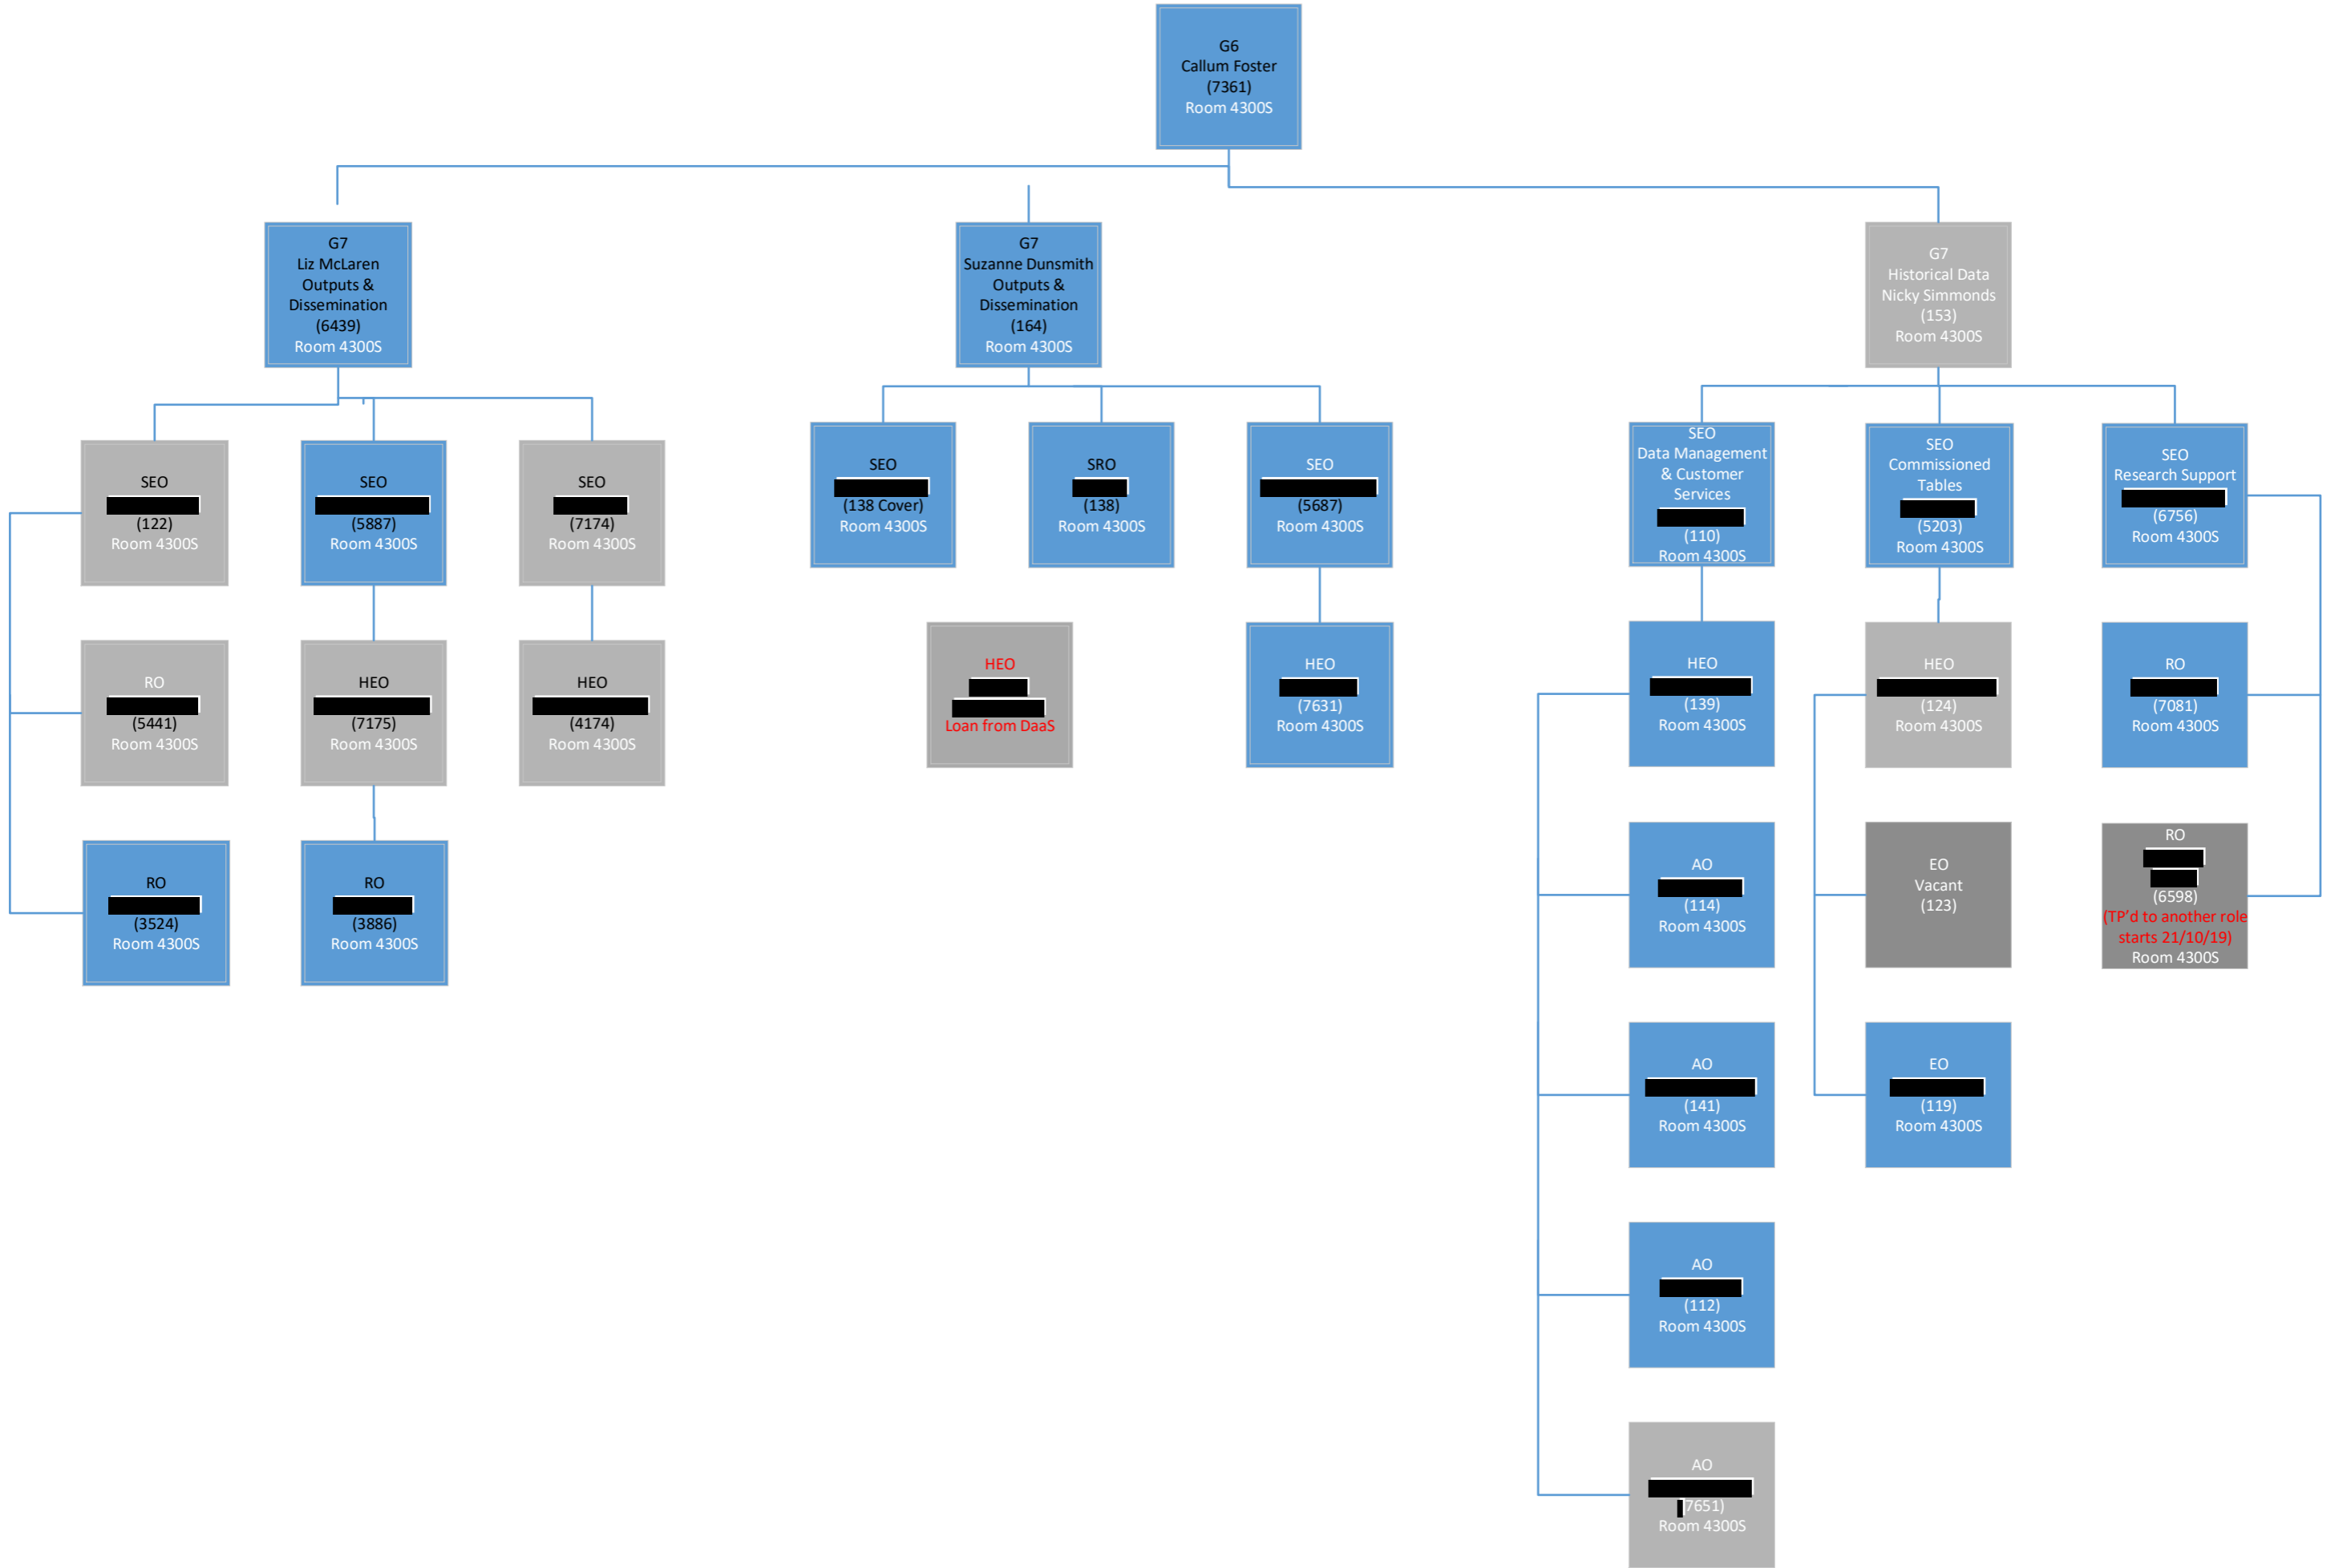 G6
Callum Foster
(7361)
Room 4300S
G7
Liz McLaren
Outputs &
Dissemination
(6439)
Room 4300S
G7
Suzanne Dunsmith
Outputs &
Dissemination
(164)
Room 4300S
G7
Historical Data
Nicky Simmonds
(153)
Room 4300S
SEO
(122)
Room 4300S
SEO
(5887)
Room 4300S
SEO
(7174)
Room 4300S
SEO
(138 Cover)
Room 4300S
SRO
(138)
Room 4300S
SEO
(5687)
Room 4300S
SEO
Data Management
& Customer
Services
(110)
Room 4300S
SEO
Commissioned
Tables
(5203)
Room 4300S
SEO
Research Support
(6756)
Room 4300S
RO
(5441)
Room 4300S
HEO
(7175)
Room 4300S
HEO
(4174)
Room 4300S
HEO
Loan from DaaS
HEO
(7631)
Room 4300S
HEO
(139)
Room 4300S
HEO
(124)
Room 4300S
RO
(7081)
Room 4300S
RO
(3524)
Room 4300S
RO
(3886)
Room 4300S
AO
(114)
Room 4300S
EO
Vacant
(123)
RO
(6598)
(TP'd to another role
starts 21/10/19)
Room 4300S
AO
(141)
Room 4300S
EO
(119)
Room 4300S
AO
(112)
Room 4300S
AO
7651)
Room 4300S